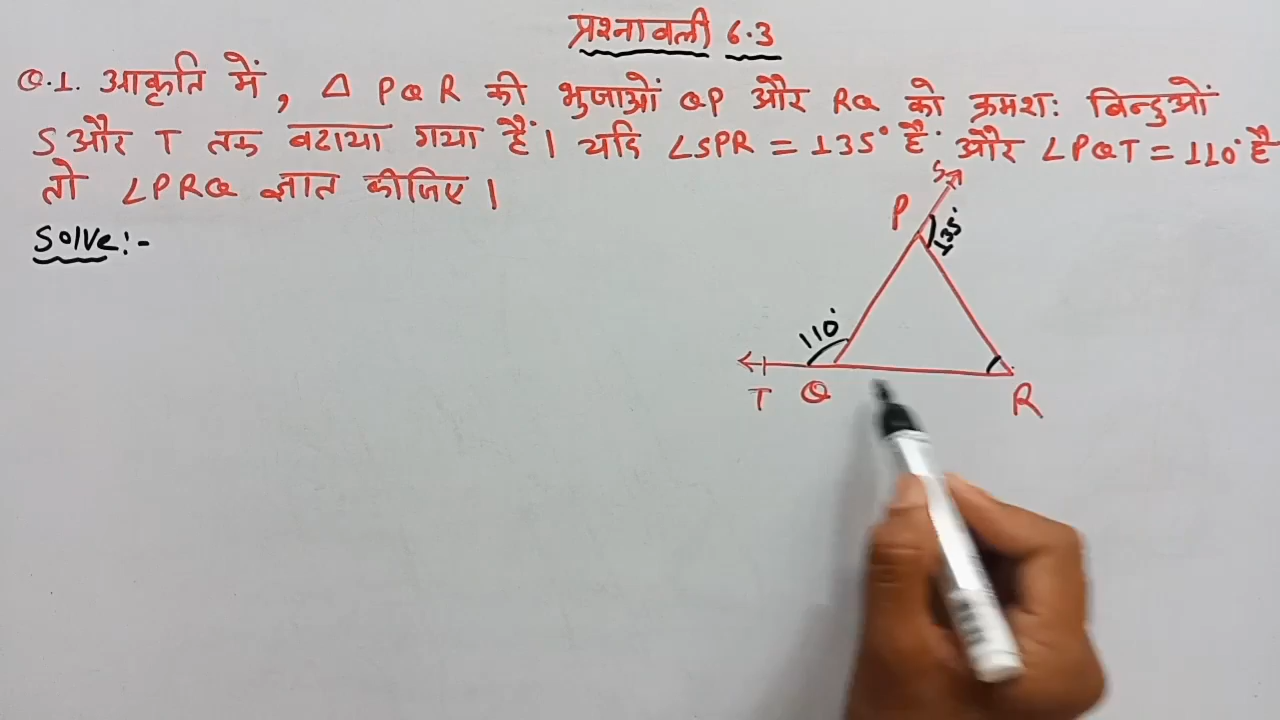 प्रश्नावली 6.3
Q.1. आकृति में, △ PQR की भुजाओं QP और RQ को क्रमशः बिन्दुओं
S और T तक बढाया गया हैं। यदि ∠SPR = 135° हैं और ∠PQT = 110° है
तो ∠PRQ ज्ञात कीजिए।
Solve:-
S
P
135°
110°
T Q R